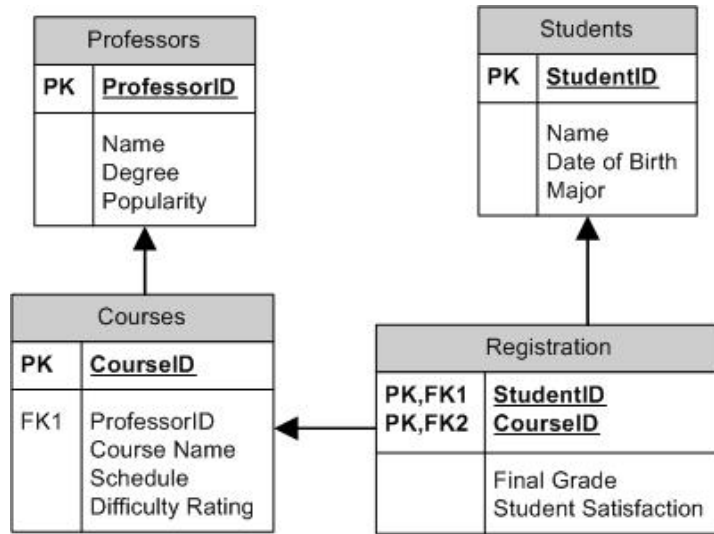 Professors
PK ProfessorID
Name
Degree
Popularity
Students
PK StudentID
Name
Date of Birth
Major
Courses
PK CourseID
FK1 ProfessorID
Course Name
Schedule
Difficulty Rating
Registration
PK,FK1 StudentID
PK,FK2 CourseID
Final Grade
Student Satisfaction